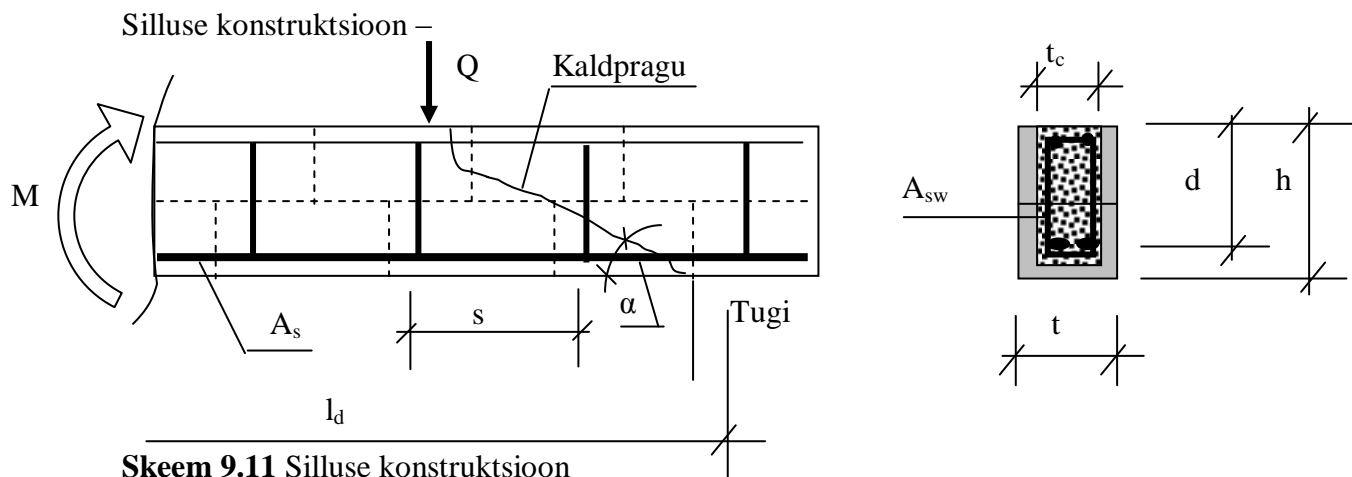 Silluse konstruktsioon –
Q
Kaldpragu
M
A_s
s
α
Tugi
l_d
t_c
A_sw
d
h
t
Skeem 9.11 Silluse konstruktsioon